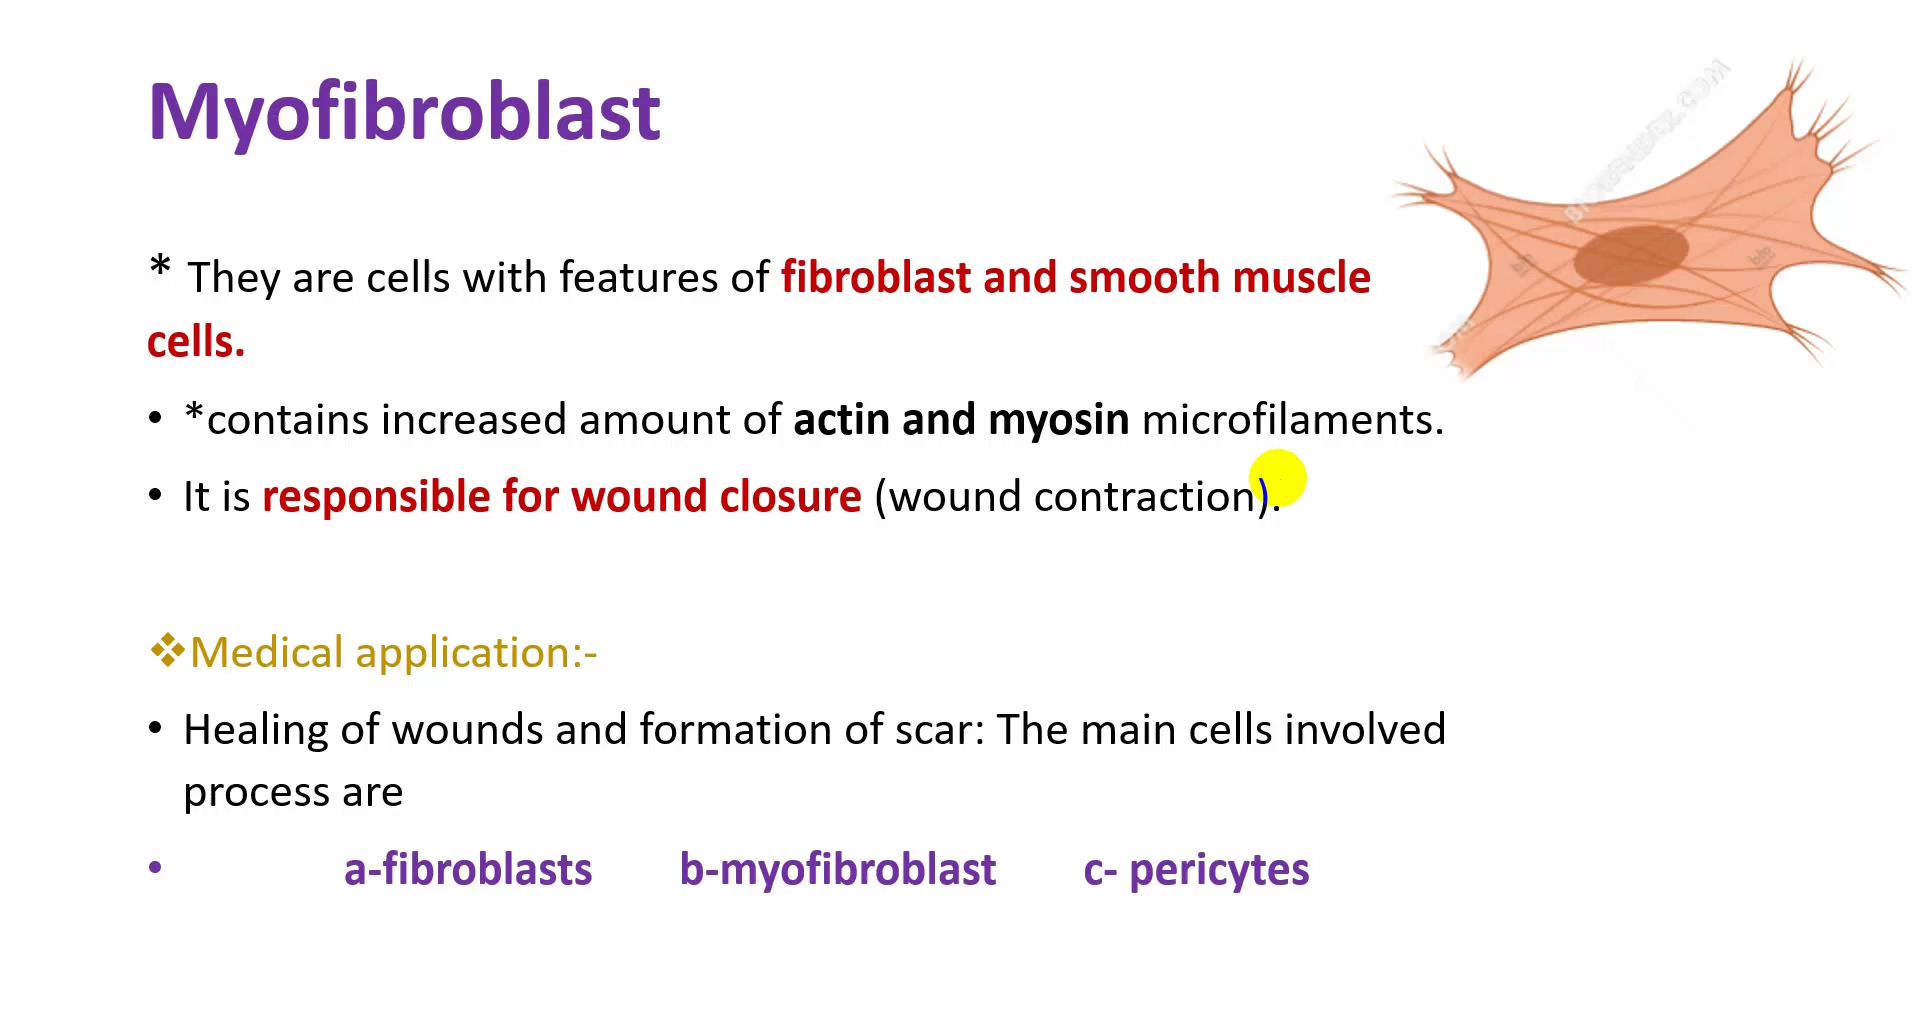 Myofibroblast
* They are cells with features of fibroblast and smooth muscle
cells.
• *contains increased amount of actin and myosin microfilaments.
• It is responsible for wound closure (wound contraction).
❖Medical application:-
• Healing of wounds and formation of scar: The main cells involved
process are
• a-fibroblasts b-myofibroblast c- pericytes